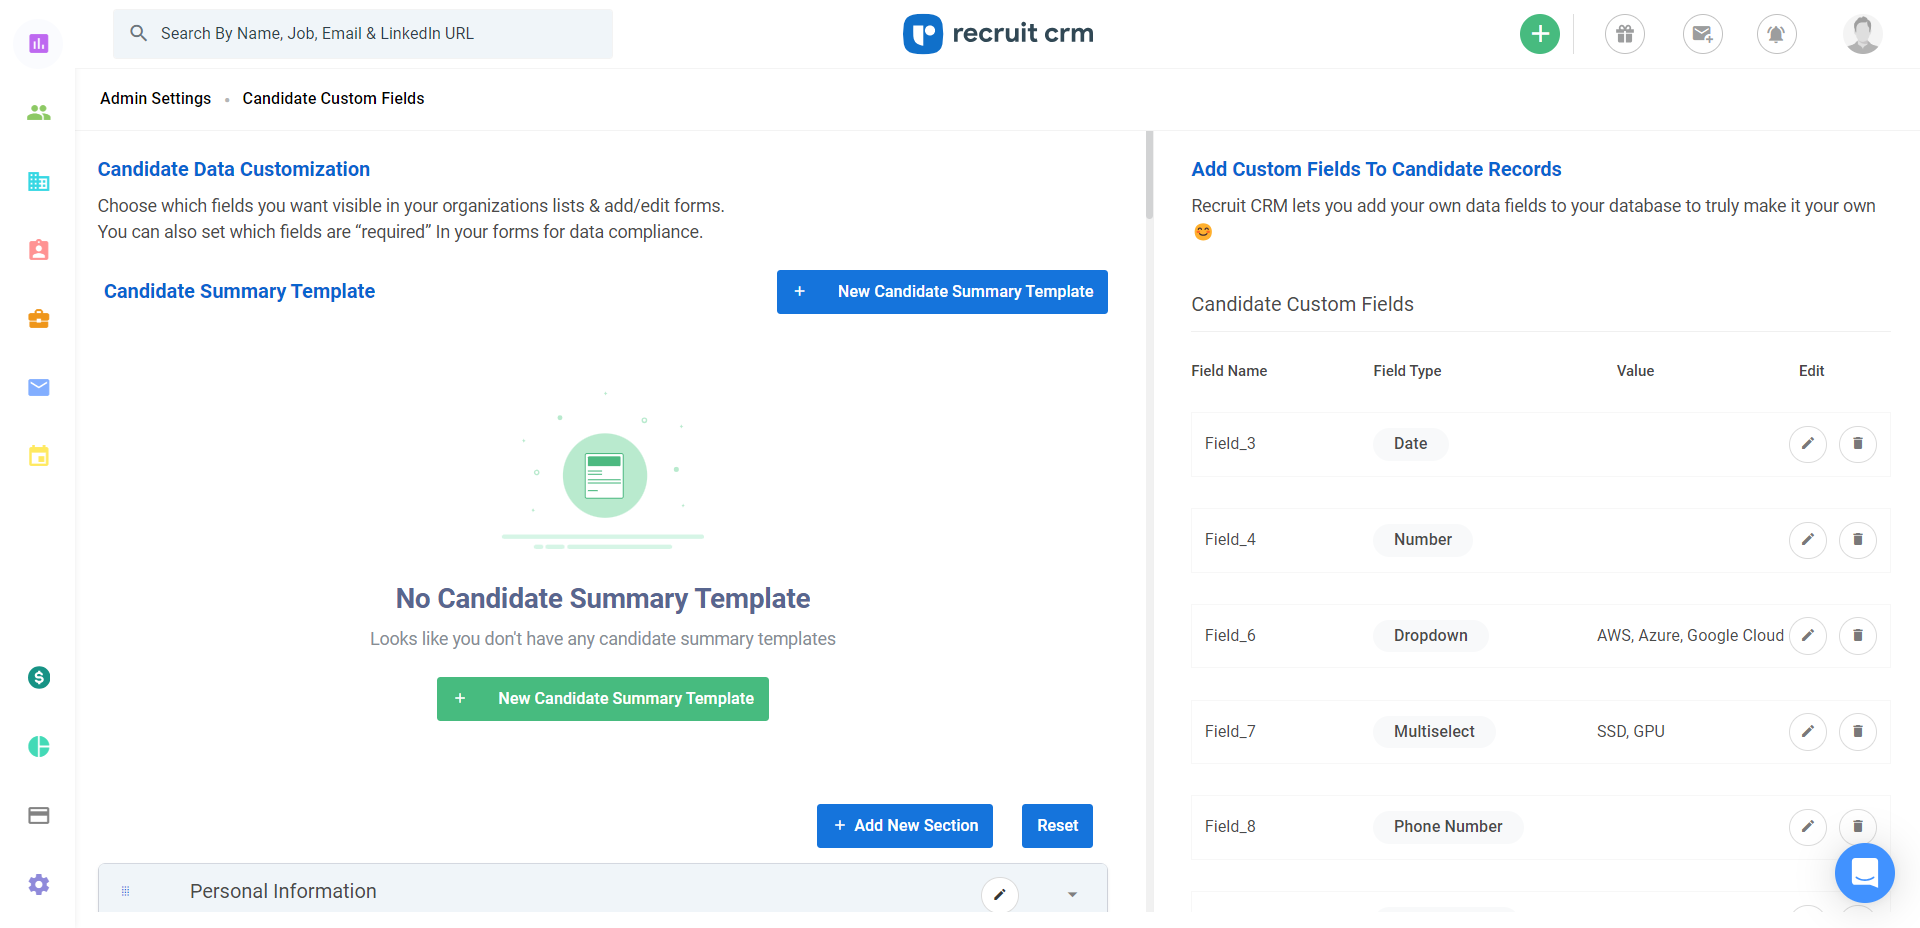 Search By Name, Job, Email & LinkedIn URL
recruit crm
Admin Settings • Candidate Custom Fields
Candidate Data Customization
Choose which fields you want visible in your organizations lists & add/edit forms.
You can also set which fields are “required” In your forms for data compliance.
Candidate Summary Template
+ New Candidate Summary Template
No Candidate Summary Template
Looks like you don't have any candidate summary templates
+ New Candidate Summary Template
+ Add New Section
Reset
Personal Information
Add Custom Fields To Candidate Records
Recruit CRM lets you add your own data fields to your database to truly make it your own
😊
Candidate Custom Fields
Field Name Field Type Value Edit
Field_3 Date
Field_4 Number
Field_6 Dropdown AWS, Azure, Google Cloud
Field_7 Multiselect SSD, GPU
Field_8 Phone Number